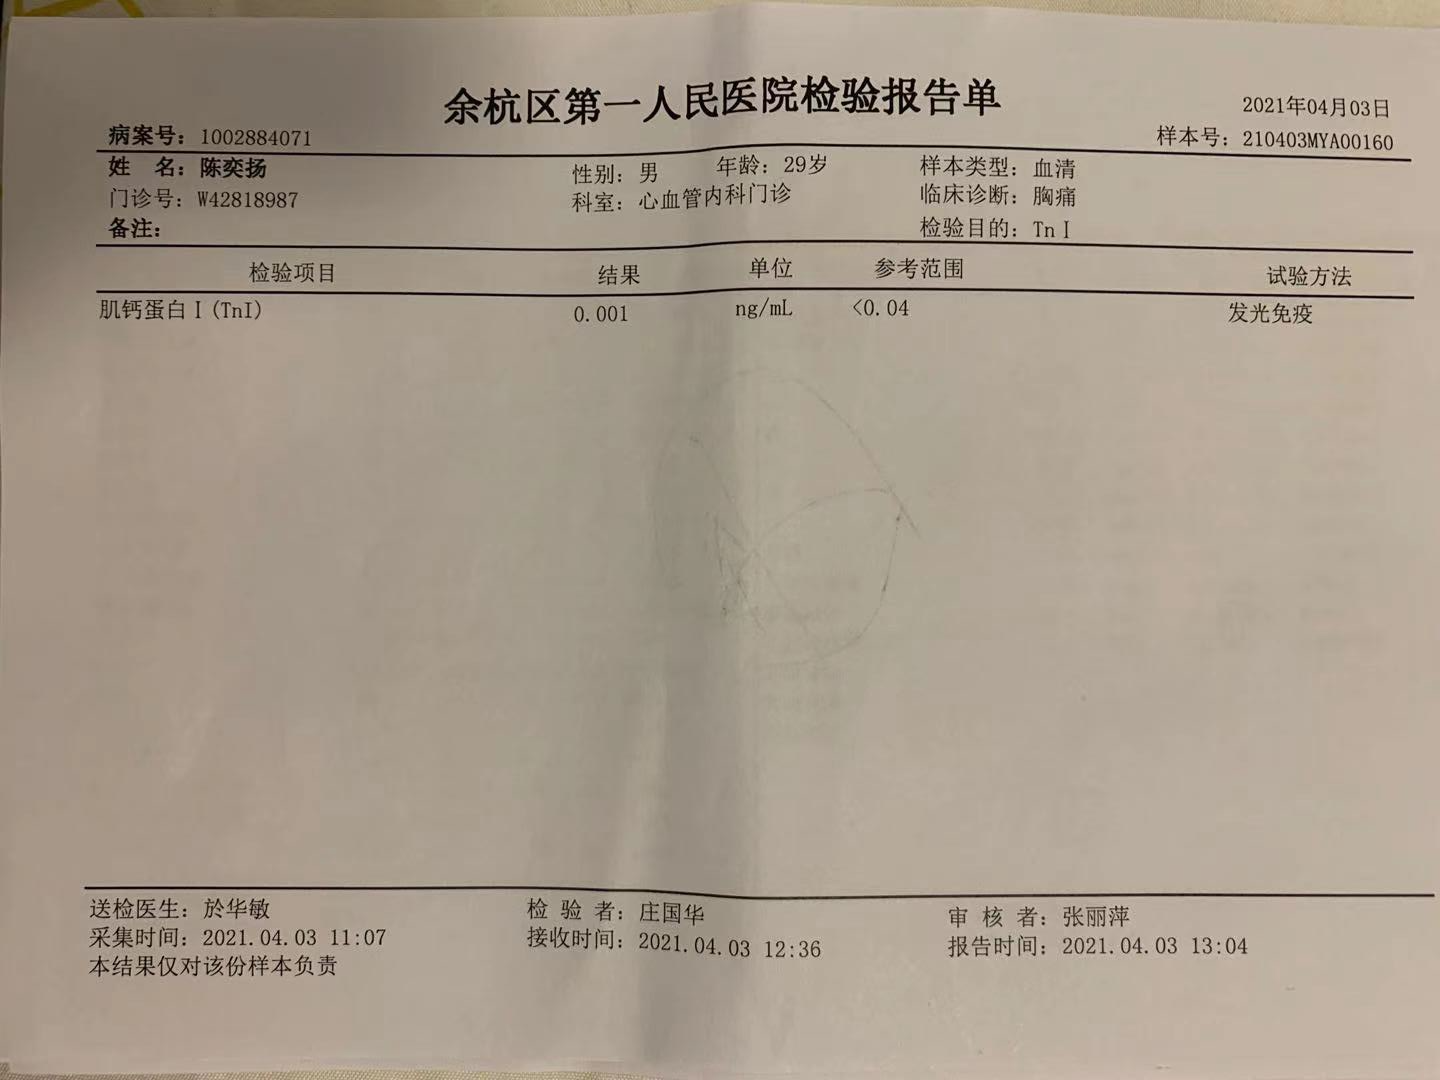 余杭区第一人民医院检验报告单
2021年04月03日
病案号：1002884071 样本号：210403MYA00160
姓 名：陈奕扬 性别：男 年龄：29岁 样本类型：血清
门诊号：W42818987 科室：心血管内科门诊 临床诊断：胸痛
备注： 检验目的：TnⅠ
检验项目 结果 单位 参考范围 试验方法
肌钙蛋白Ⅰ(TnI) 0.001 ng/mL <0.04 发光免疫
送检医生：於华敏 检 验 者：庄国华 审 核 者：张丽萍
采集时间：2021.04.03 11:07 接收时间：2021.04.03 12:36 报告时间：2021.04.03 13:04
本结果仅对该份样本负责